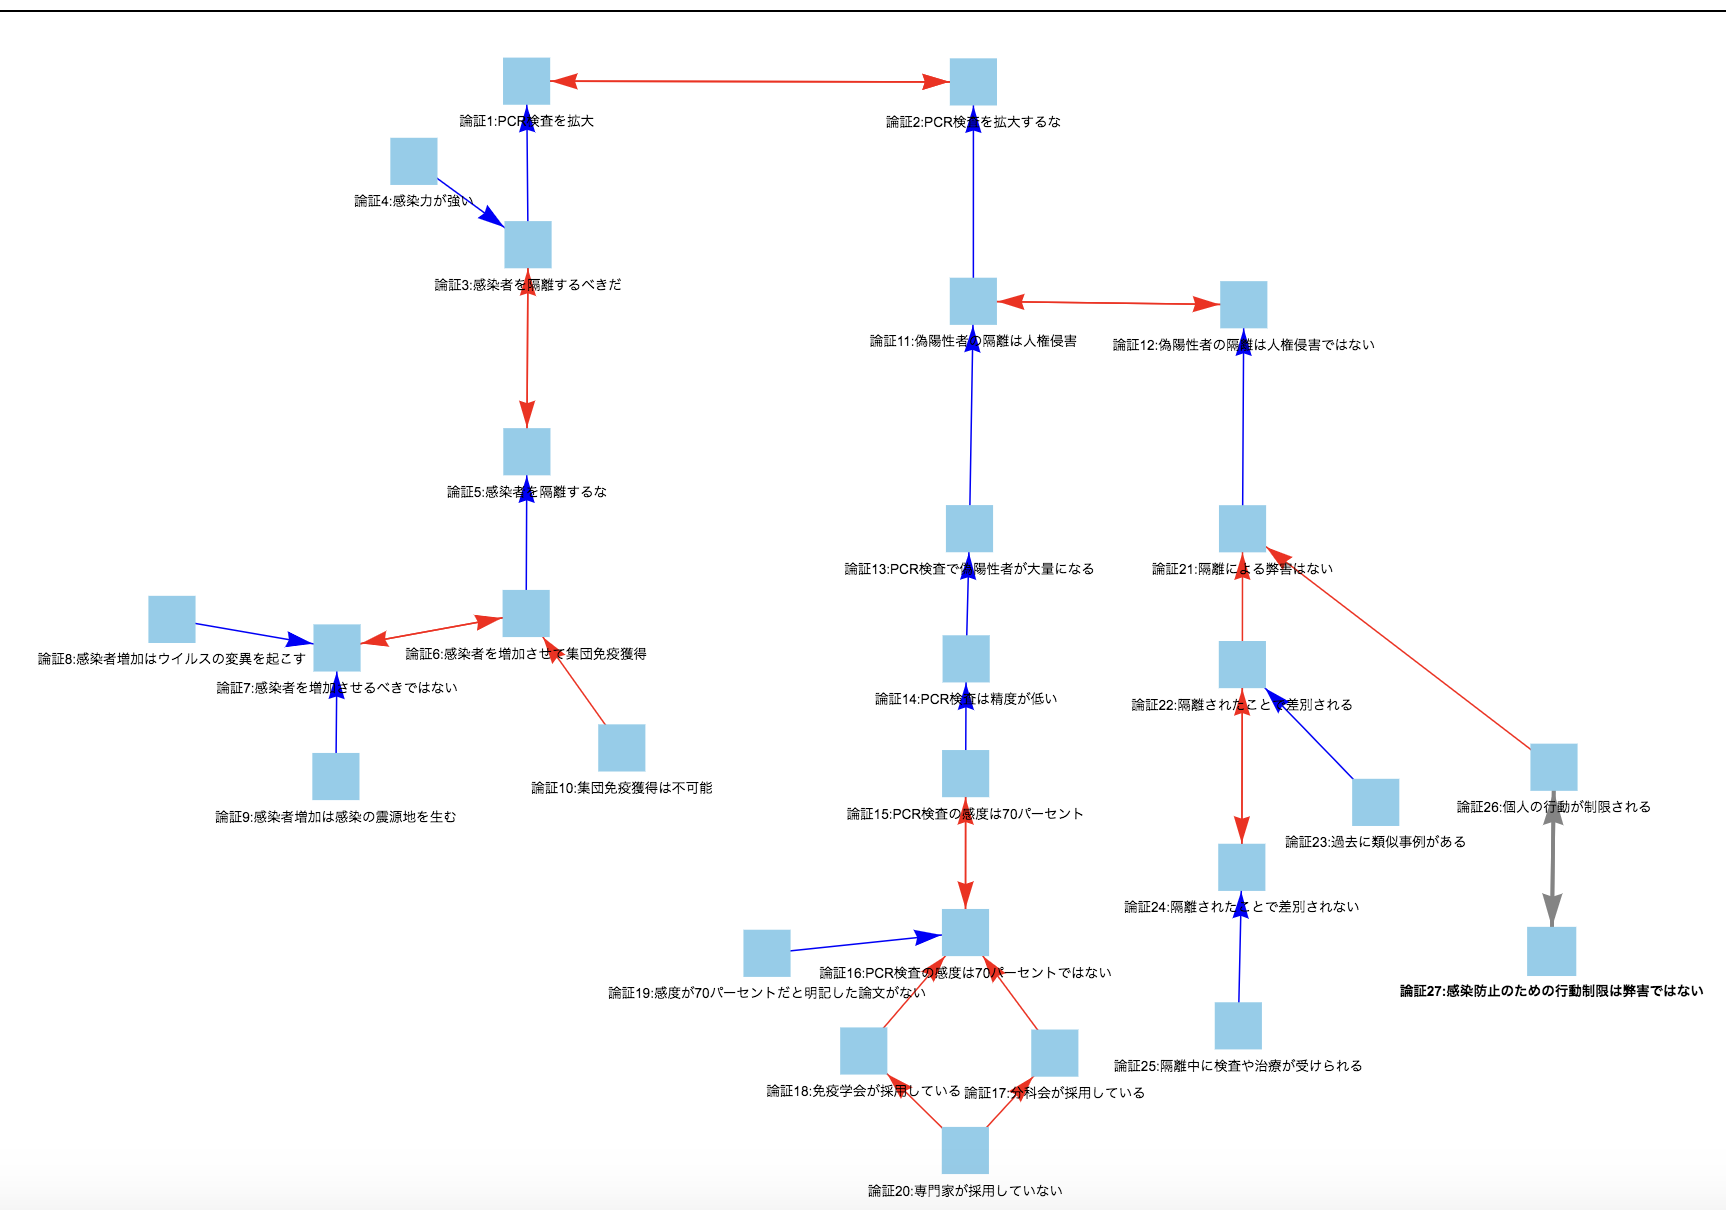 論証1:PCR検査を拡大
論証2:PCR検査を拡大するな
論証4:感染力が強い
論証3:感染者を隔離するべきだ
論証11:偽陽性者の隔離は人権侵害
論証12:偽陽性者の隔離は人権侵害ではない
論証5:感染者を隔離するな
論証13:PCR検査で偽陽性者が大量になる
論証21:隔離による弊害はない
論証8:感染者増加はウイルスの変異を起こす
論証6:感染者を増加させて集団免疫獲得
論証7:感染者を増加させるべきではない
論証14:PCR検査は精度が低い
論証22:隔離されたことで差別される
論証10:集団免疫獲得は不可能
論証9:感染者増加は感染の震源地を生む
論証15:PCR検査の感度は70パーセント
論証26:個人の行動が制限される
論証23:過去に類似事例がある
論証24:隔離されたことで差別されない
論証16:PCR検査の感度は70パーセントではない
論証19:感度が70パーセントだと明記した論文がない
論証27:感染防止のための行動制限は弊害ではない
論証25:隔離中に検査や治療が受けられる
論証18:免疫学会が採用している
論証17:分科会が採用している
論証20:専門家が採用していない